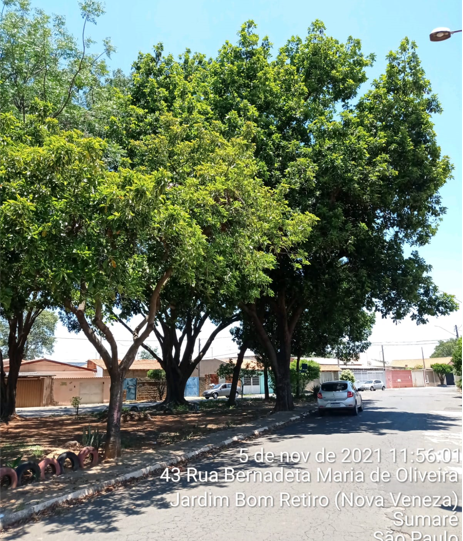 5 de nov de 2021 11:56:01
43 Rua Bernadeta Maria de Oliveira
Jardim Bom Retiro (Nova Veneza)
Sumaré
São Paulo